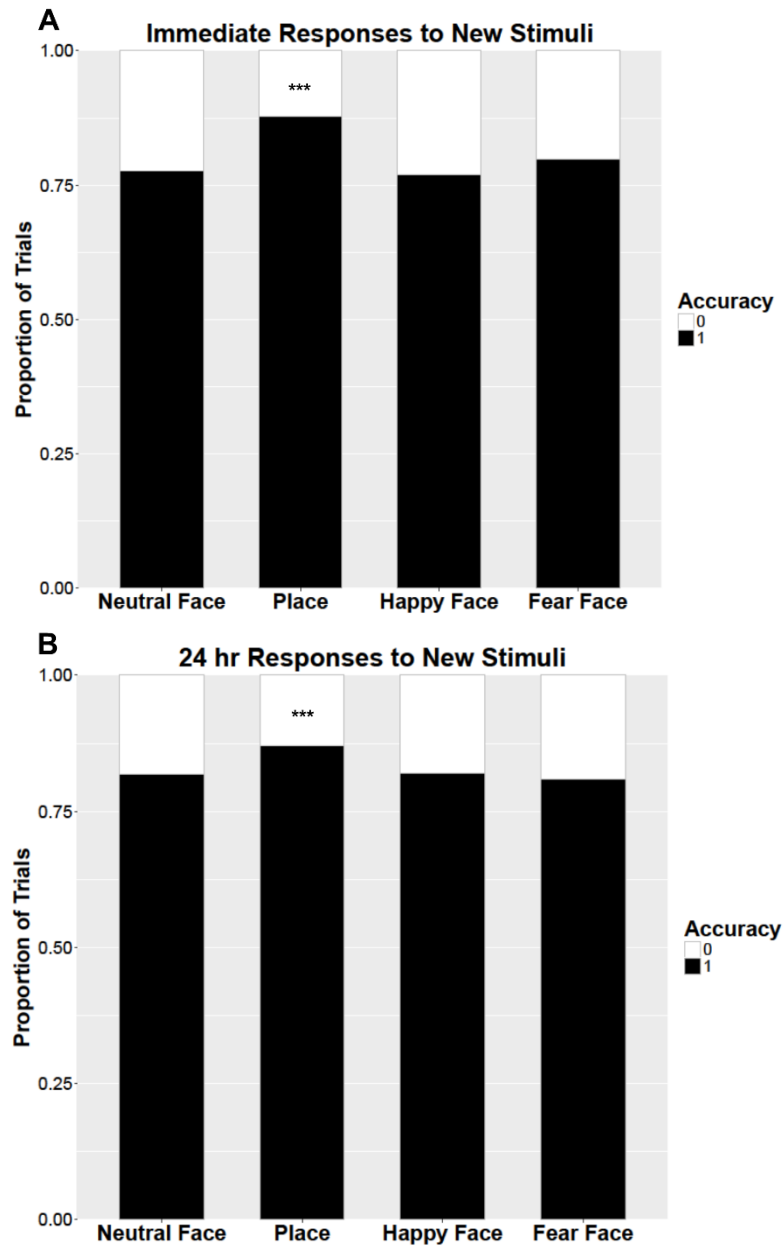 A
Immediate Responses to New Stimuli
1.00
***
0.75
Proportion of Trials
0.50
0.25
0.00
Neutral Face Place Happy Face Fear Face
Accuracy
0
1
B
24 hr Responses to New Stimuli
1.00
***
0.75
Proportion of Trials
0.50
0.25
0.00
Neutral Face Place Happy Face Fear Face
Accuracy
0
1